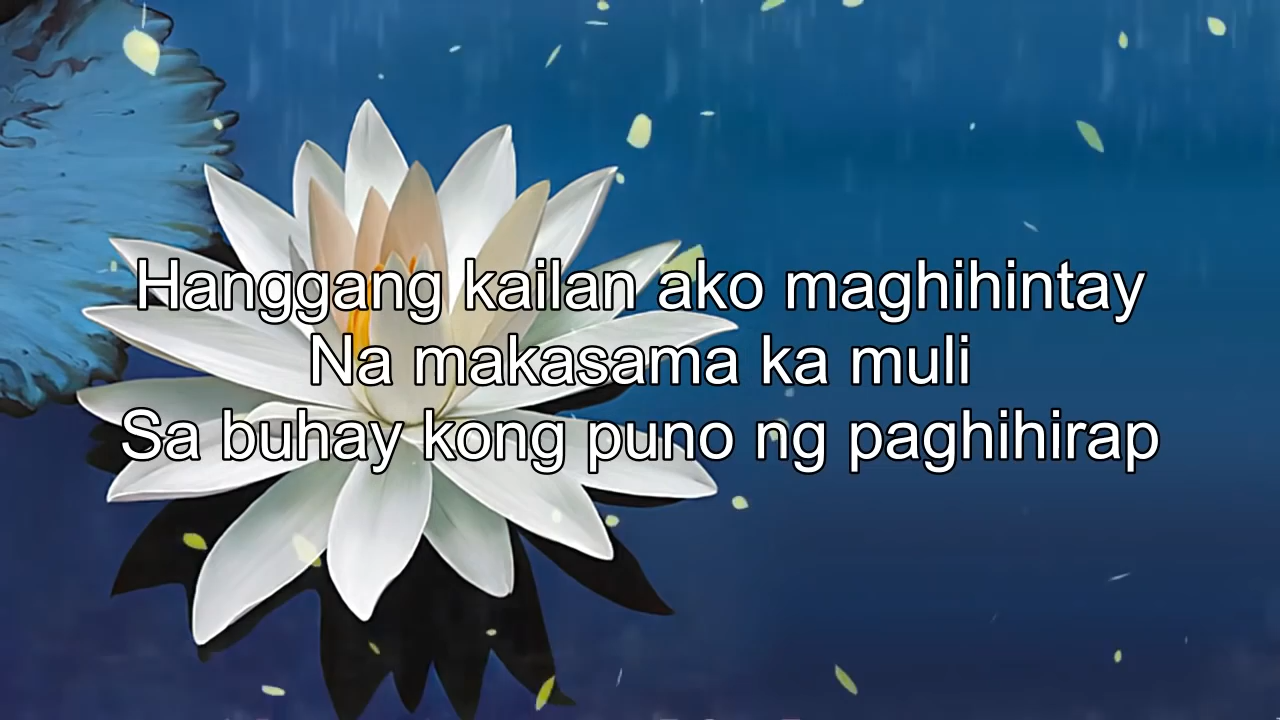 Hanggang kailan ako maghihintay
Na makasama ka muli
Sa buhay kong puno ng paghihirap